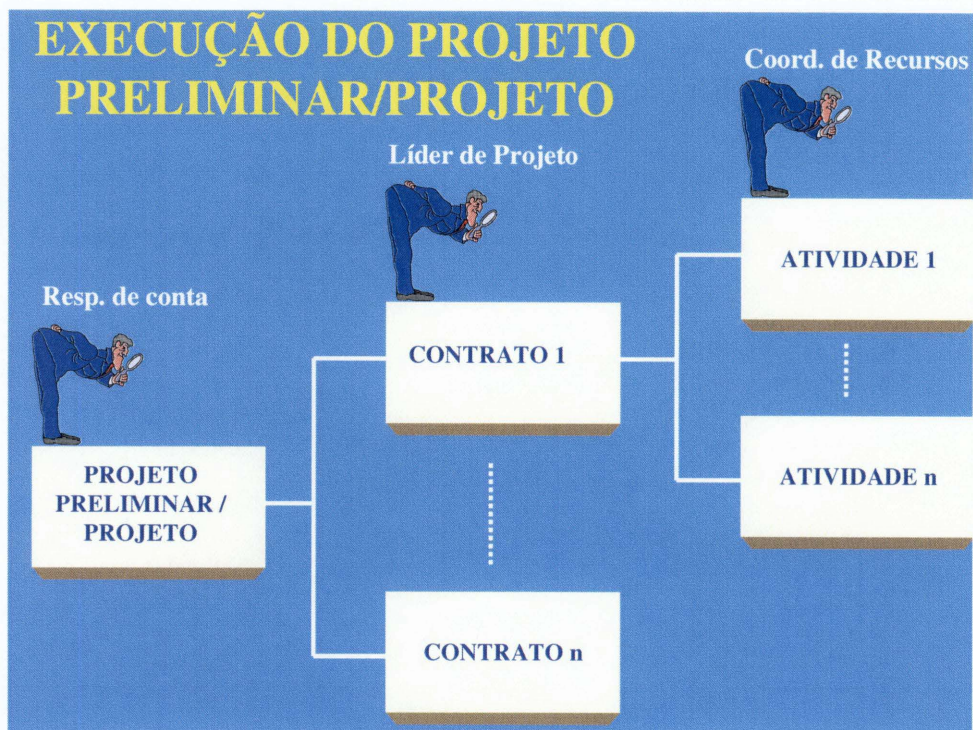 EXECUÇÃO DO PROJETO
PRELIMINAR/PROJETO
Coord. de Recursos
Líder de Projeto
ATIVIDADE 1
Resp. de conta
CONTRATO 1
PROJETO
PRELIMINAR /
PROJETO
ATIVIDADE n
CONTRATO n